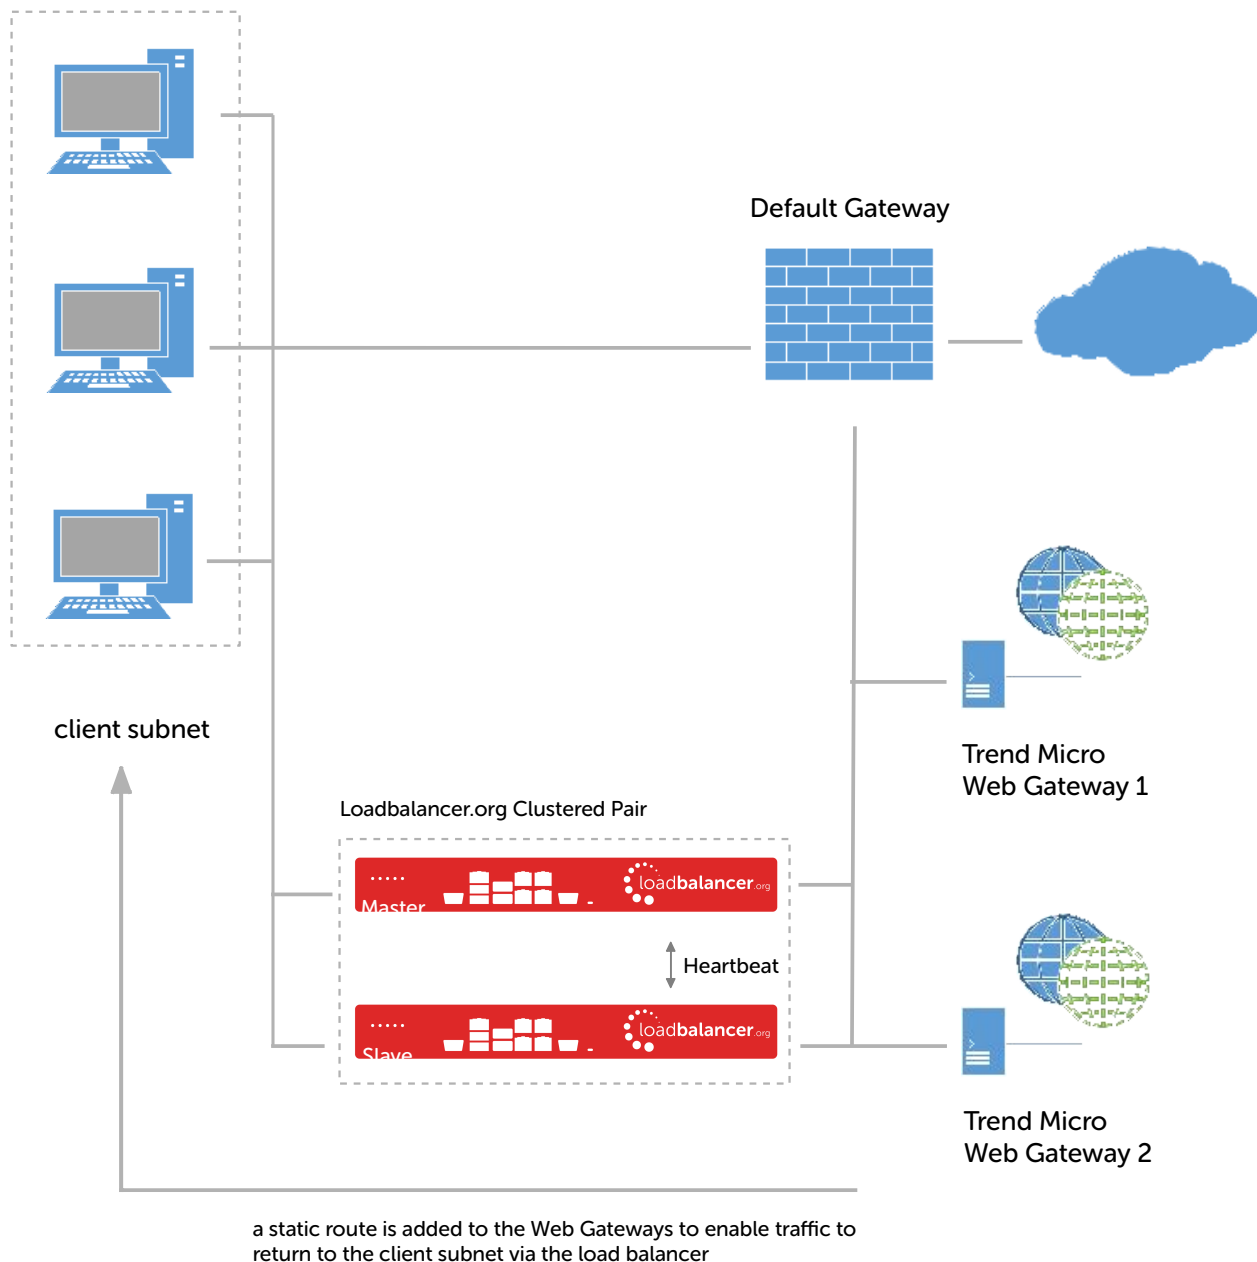 Default Gateway
client subnet
Trend Micro
Web Gateway 1
Loadbalancer.org Clustered Pair
Master
loadbalancer.org
Heartbeat
Slave
loadbalancer.org
Trend Micro
Web Gateway 2
a static route is added to the Web Gateways to enable traffic to
return to the client subnet via the load balancer